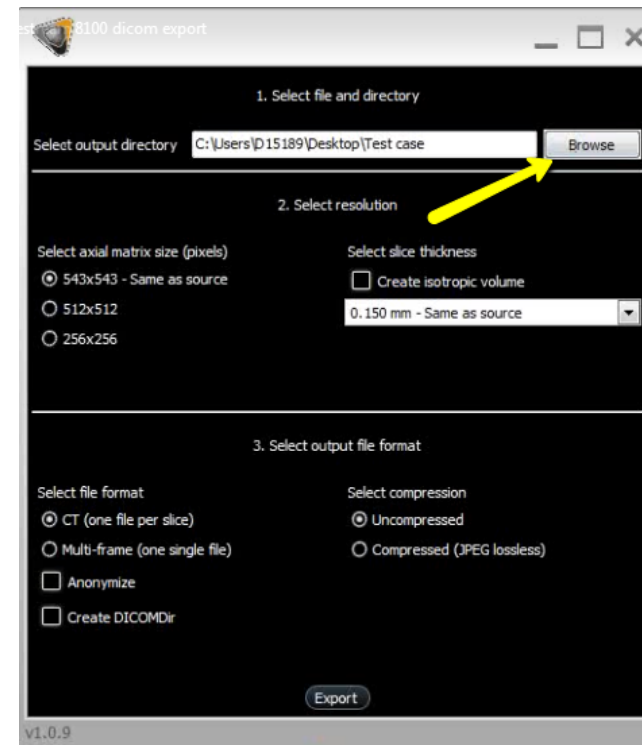 8100 dicom export
1. Select file and directory
Select output directory C:\Users\D15189\Desktop\Test case Browse
2. Select resolution
Select axial matrix size (pixels) Select slice thickness
543x543 - Same as source Create isotropic volume
512x512 0.150 mm - Same as source
256x256
3. Select output file format
Select file format Select compression
CT (one file per slice) Uncompressed
Multi-frame (one single file) Compressed (JPEG lossless)
Anonymize
Create DICOMDir
Export
v1.0.9